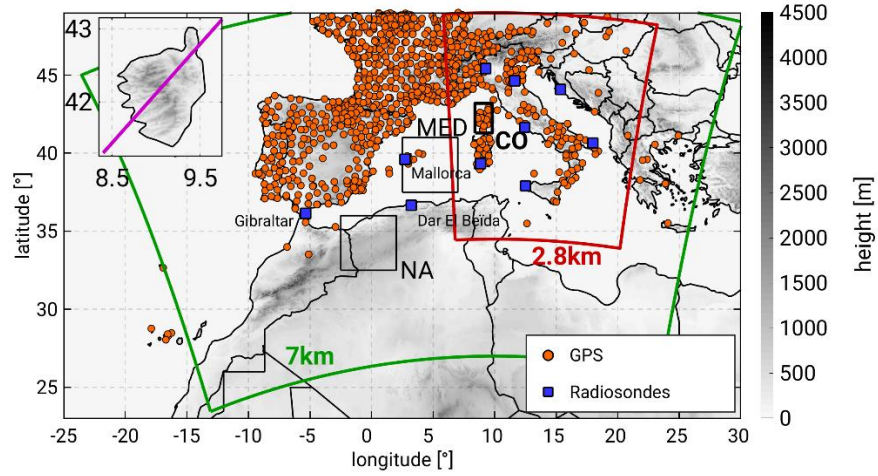 43
42
8.5 9.5
45
40
35
30
25
latitude [°]
MED
CO
Mallorca
Gibraltar
Dar El Beïda
NA
2.8km
7km
GPS
Radiosondes
-25 -20 -15 -10 -5 0 5 10 15 20 25 30
longitude [°]
4500
4000
3500
3000
2500
2000
1500
1000
500
0
height [m]